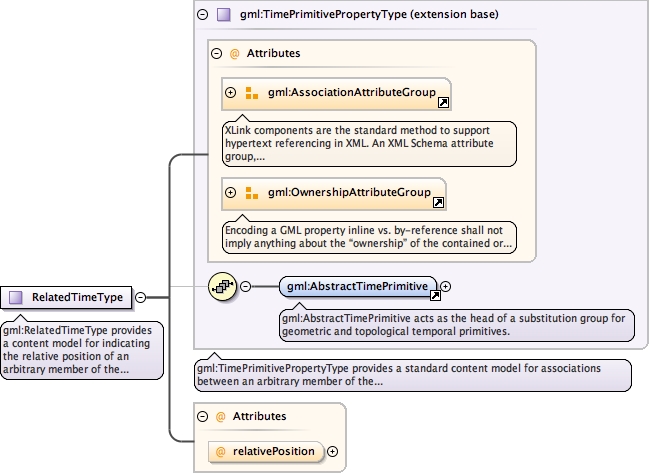 gml:TimePrimitivePropertyType (extension base)
@ Attributes
gml:AssociationAttributeGroup
XLink components are the standard method to support
hypertext referencing in XML. An XML Schema attribute
group,...
gml:OwnershipAttributeGroup
Encoding a GML property inline vs. by-reference shall not
imply anything about the “ownership” of the contained or...
RelatedTimeType
gml:RelatedTimeType provides
a content model for indicating
the relative position of an
arbitrary member of the...
gml:AbstractTimePrimitive
gml:AbstractTimePrimitive acts as the head of a substitution group for
geometric and topological temporal primitives.
gml:TimePrimitivePropertyType provides a standard content model for associations
between an arbitrary member of the...
@ Attributes
@ relativePosition